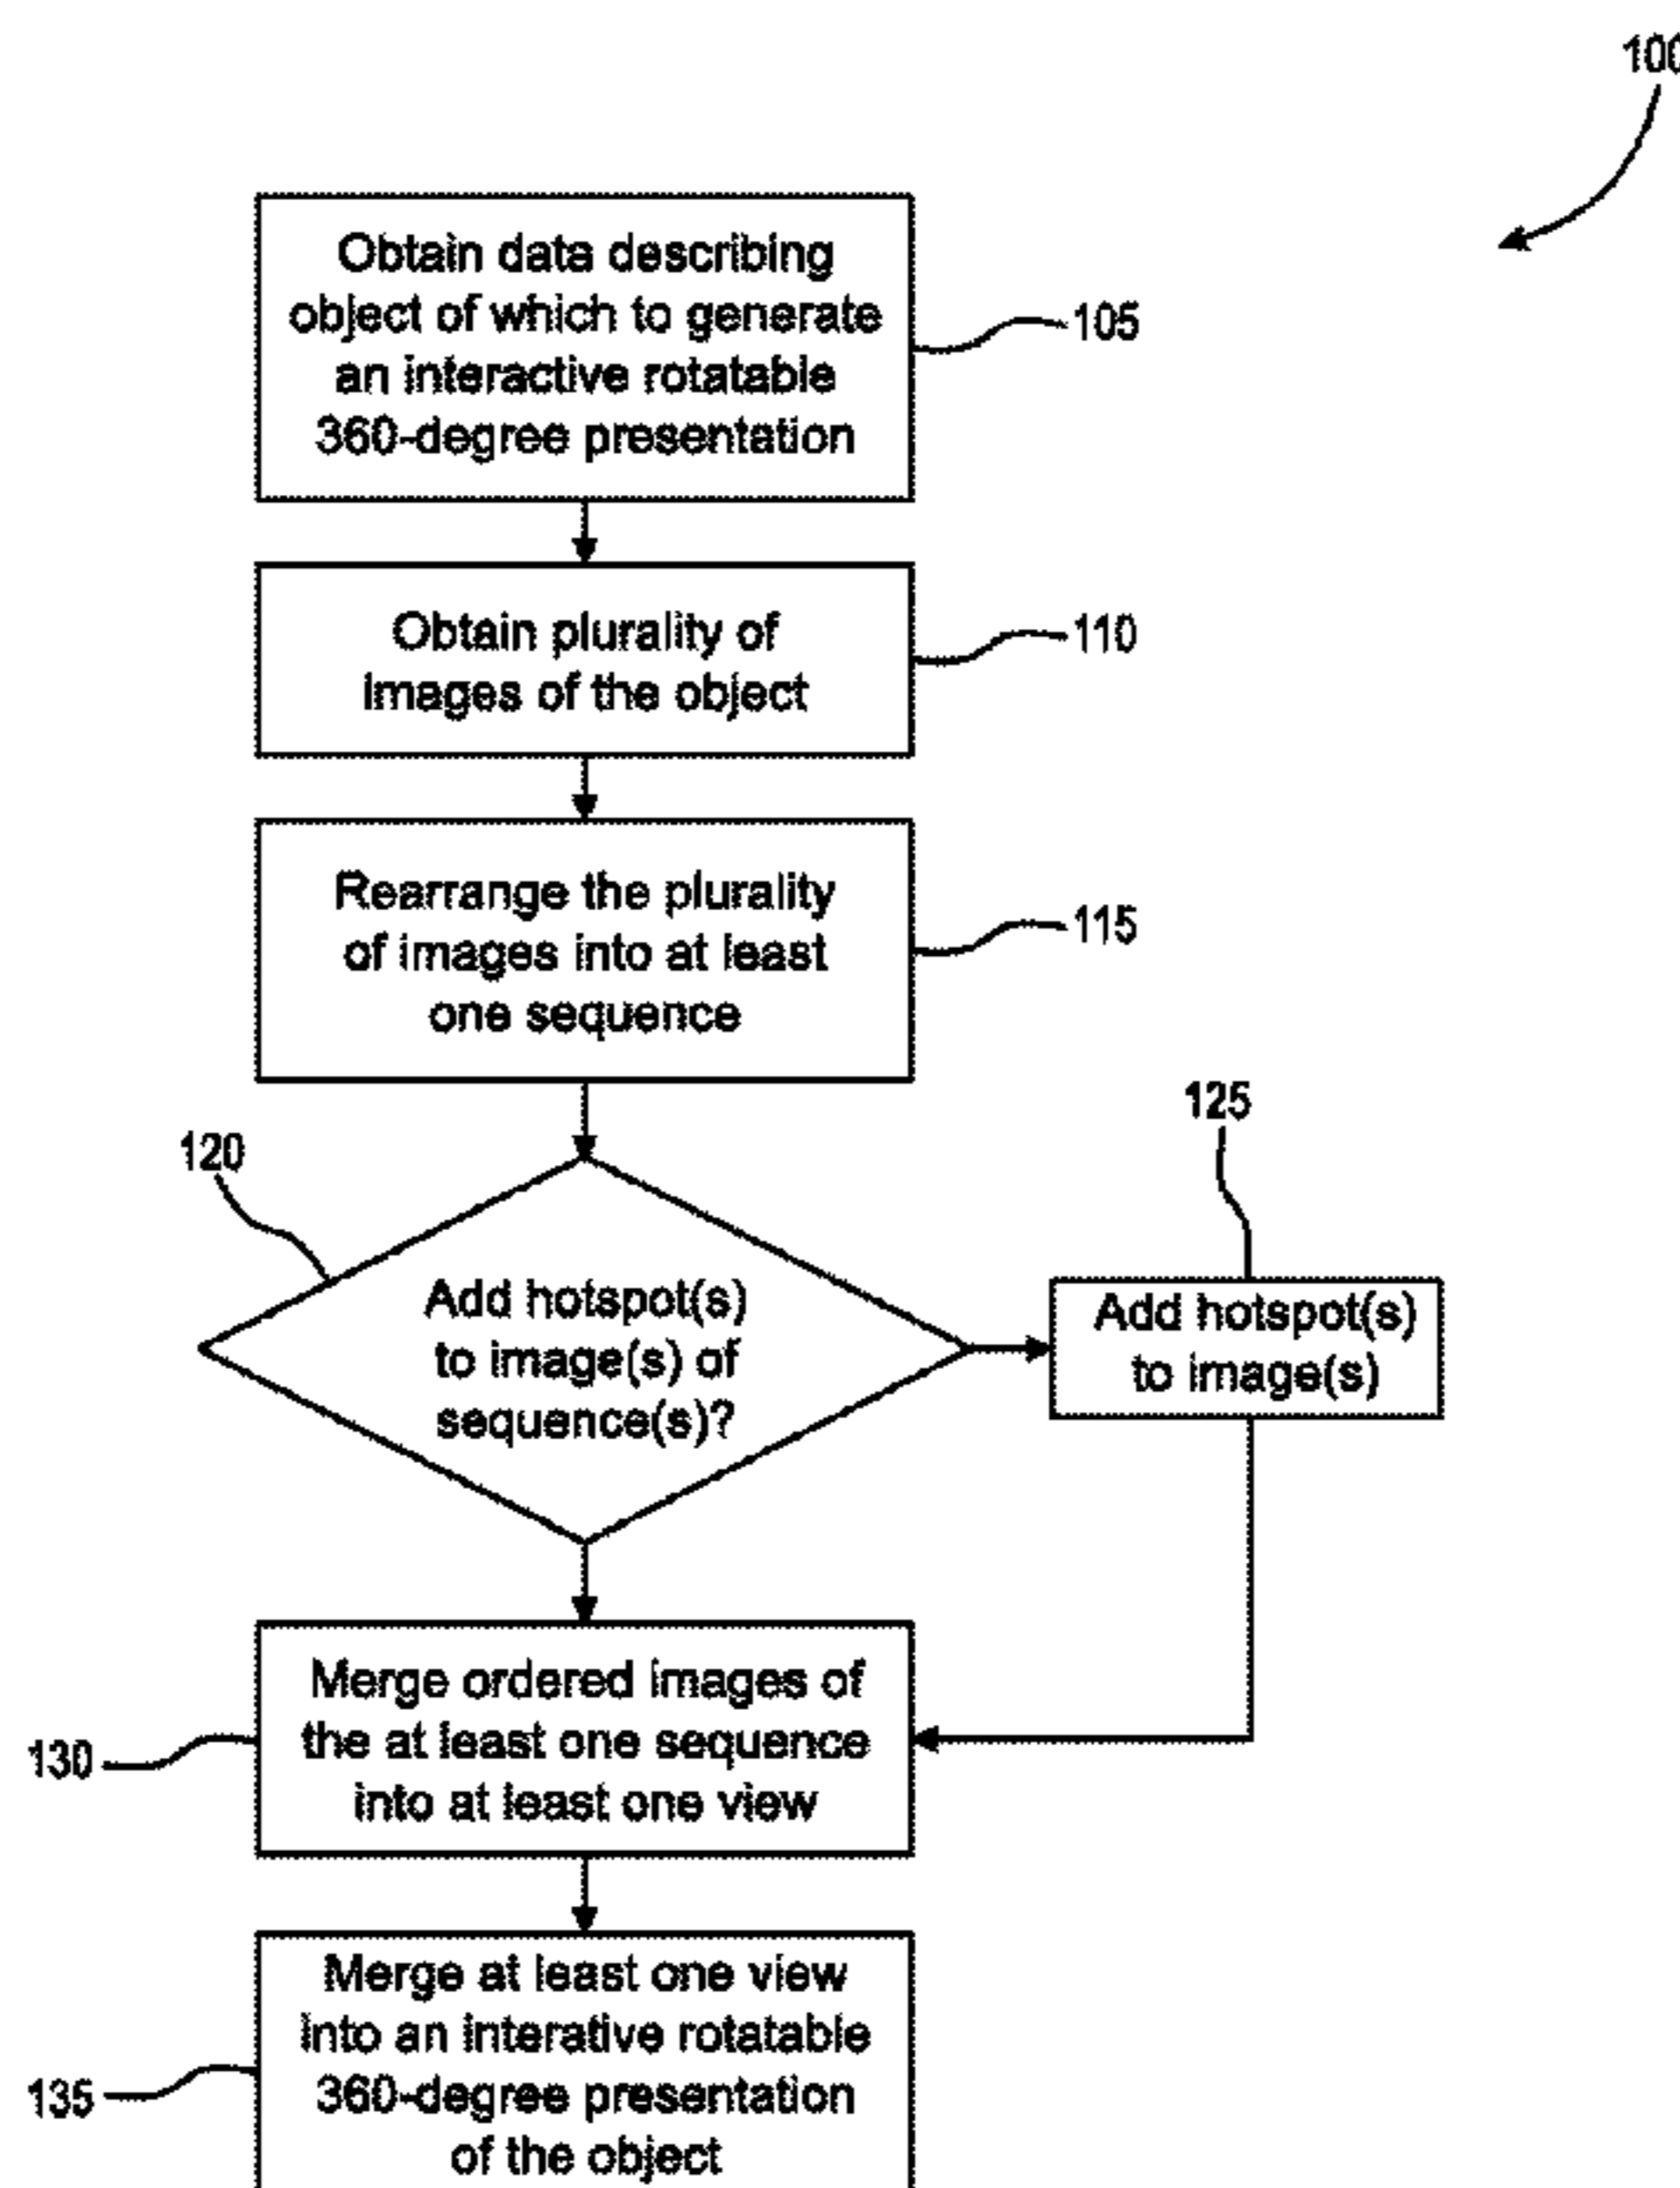 100
Obtain data describing
object of which to generate
an interactive rotatable
360-degree presentation
105
Obtain plurality of
images of the object
110
Rearrange the plurality
of images into at least
one sequence
115
120
Add hotspot(s)
to image(s) of
sequence(s)?
125
Add hotspot(s)
to image(s)
Merge ordered images of
the at least one sequence
into at least one view
130
Merge at least one view
into an interative rotatable
360-degree presentation
of the object
135